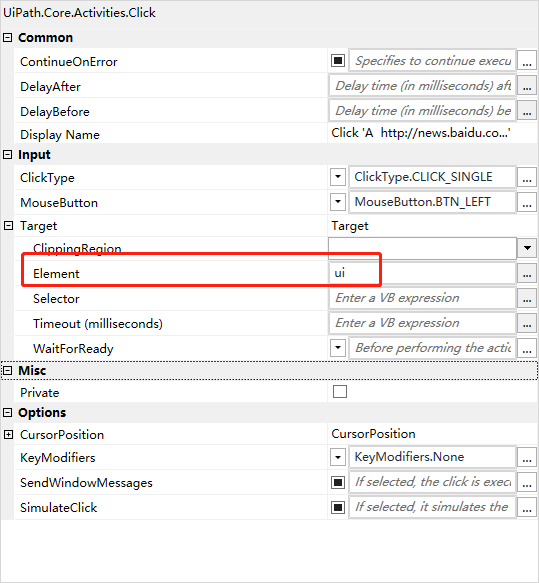 UiPath.Core.Activities.Click
Common
ContinueOnError Specifies to continue execu ...
DelayAfter Delay time (in milliseconds) aft ...
DelayBefore Delay time (in milliseconds) be ...
Display Name Click 'A http://news.baidu.co...'
Input
ClickType ClickType.CLICK_SINGLE ...
MouseButton MouseButton.BTN_LEFT ...
Target Target
ClippingRegion
Element ui ...
Selector Enter a VB expression ...
Timeout (milliseconds) Enter a VB expression ...
WaitForReady Before performing the actic ...
Misc
Private
Options
CursorPosition CursorPosition
KeyModifiers KeyModifiers.None ...
SendWindowMessages If selected, the click is exec ...
SimulateClick If selected, it simulates the ...